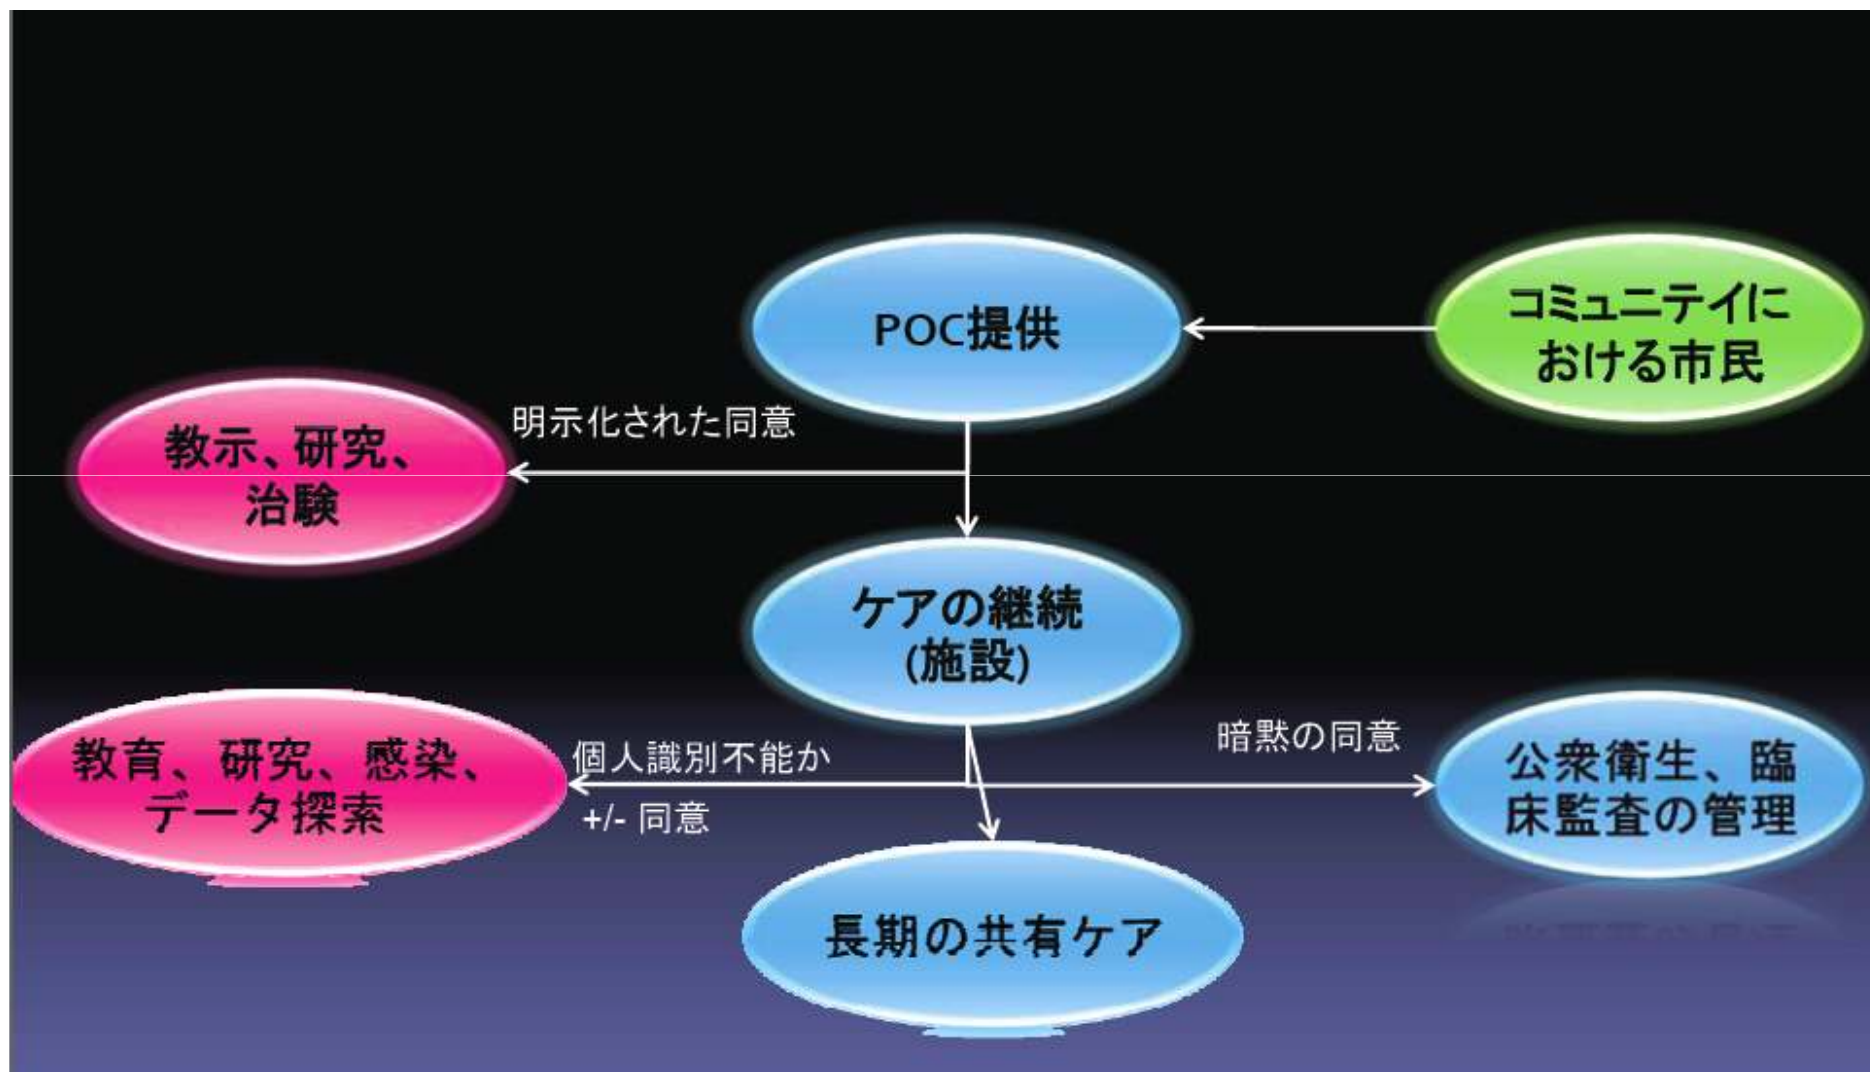 POC提供
コミュニテイに
おける市民
明示化された同意
教示、研究、
治験
ケアの継続
(施設)
個人識別不能か
+/- 同意
教育、研究、感染、
データ探索
暗黙の同意
公衆衛生、臨
床監査の管理
長期の共有ケア